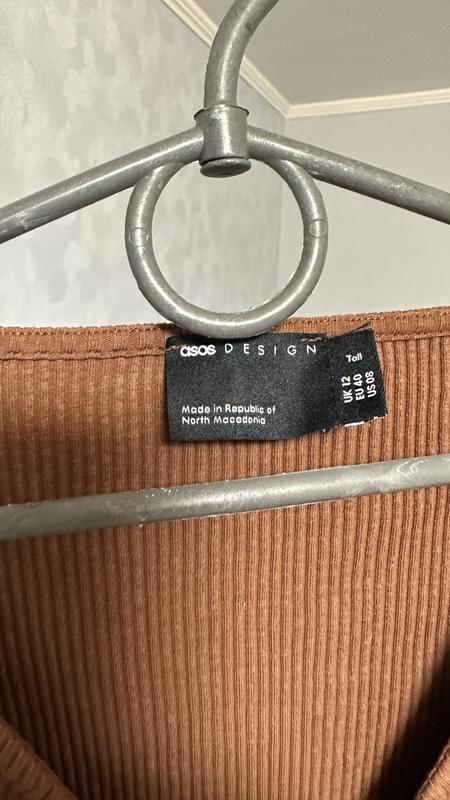 asos DESIGN
Made in Republic of
North Macedonia
Tall
UK 12
EU 40
US 08